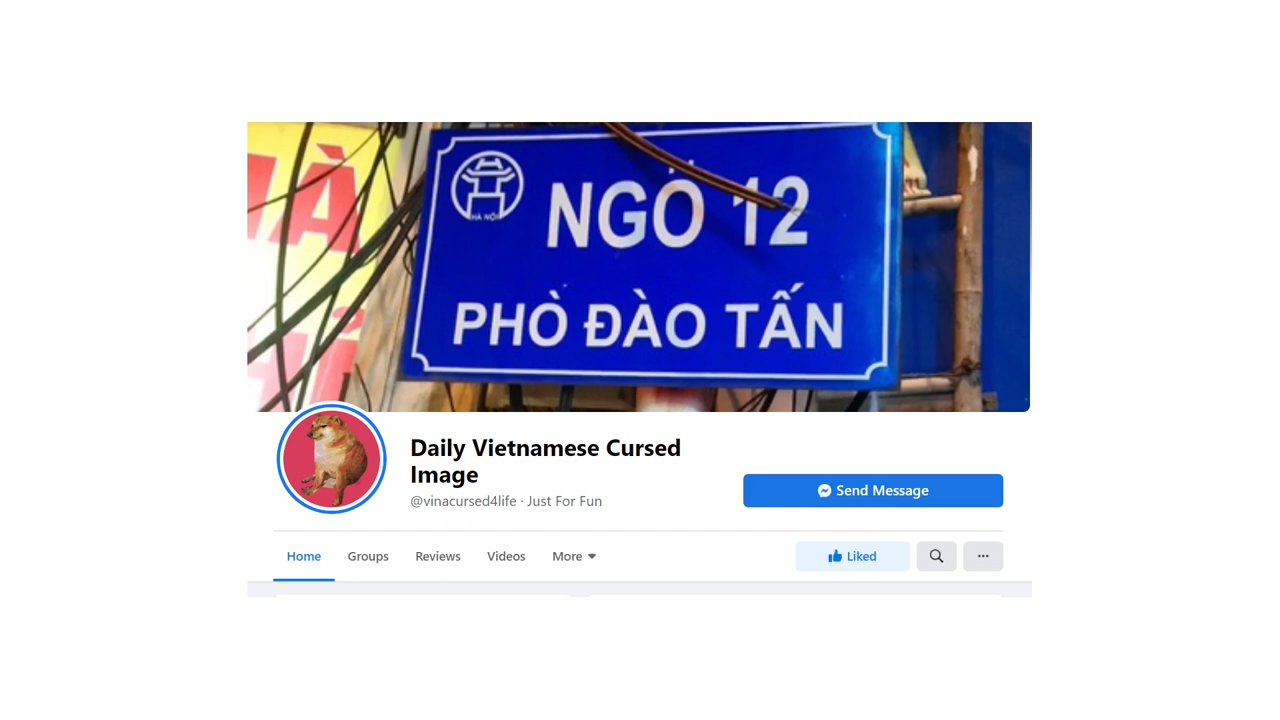 HÀ NỘI
NGÕ 12
PHÒ ĐÀO TẤN
Daily Vietnamese Cursed
Image
@vinacursed4life · Just For Fun
Send Message
Home Groups Reviews Videos More Liked